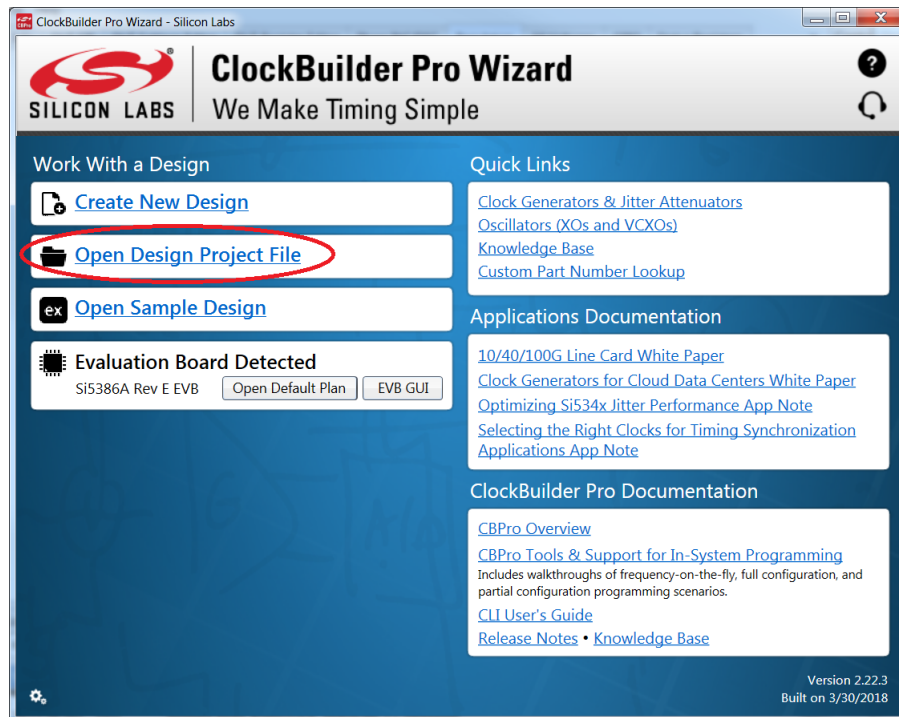 ClockBuilder Pro Wizard - Silicon Labs
SILICON LABS
ClockBuilder Pro Wizard
We Make Timing Simple
?
Work With a Design
Create New Design
Open Design Project File
ex Open Sample Design
Evaluation Board Detected
Si5386A Rev E EVB Open Default Plan EVB GUI
Quick Links
Clock Generators & Jitter Attenuators
Oscillators (XOs and VCXOs)
Knowledge Base
Custom Part Number Lookup
Applications Documentation
10/40/100G Line Card White Paper
Clock Generators for Cloud Data Centers White Paper
Optimizing Si534x Jitter Performance App Note
Selecting the Right Clocks for Timing Synchronization
Applications App Note
ClockBuilder Pro Documentation
CBPro Overview
CBPro Tools & Support for In-System Programming
Includes walkthroughs of frequency-on-the-fly, full configuration, and
partial configuration programming scenarios.
CLI User's Guide
Release Notes • Knowledge Base
Version 2.22.3
Built on 3/30/2018